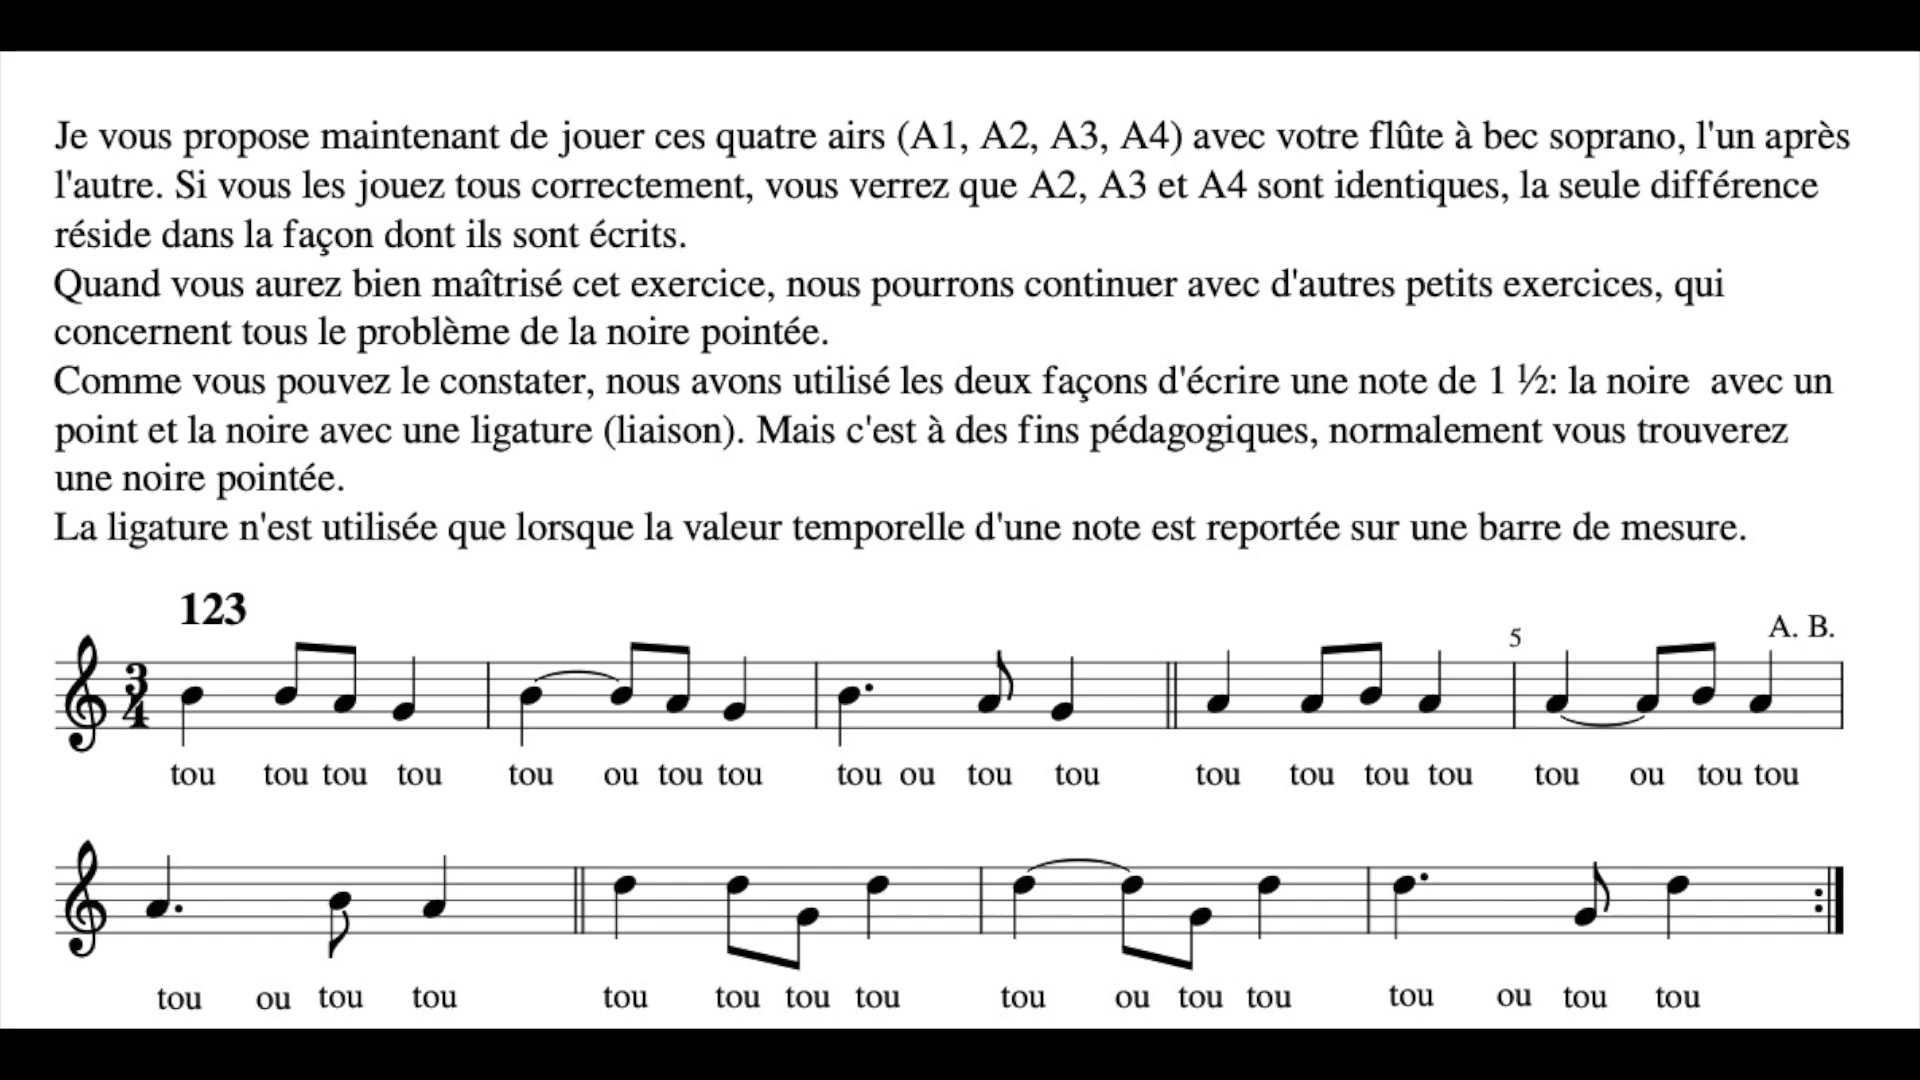 Je vous propose maintenant de jouer ces quatre airs (A1, A2, A3, A4) avec votre flûte à bec soprano, l'un après
l'autre. Si vous les jouez tous correctement, vous verrez que A2, A3 et A4 sont identiques, la seule différence
réside dans la façon dont ils sont écrits.
Quand vous aurez bien maîtrisé cet exercice, nous pourrons continuer avec d'autres petits exercices, qui
concernent tous le problème de la noire pointée.
Comme vous pouvez le constater, nous avons utilisé les deux façons d'écrire une note de 1 ½: la noire avec un
point et la noire avec une ligature (liaison). Mais c'est à des fins pédagogiques, normalement vous trouverez
une noire pointée.
La ligature n'est utilisée que lorsque la valeur temporelle d'une note est reportée sur une barre de mesure.
123
A. B.
5
3
4
tou tou tou tou tou ou tou tou tou ou tou tou tou tou tou tou tou ou tou tou
tou ou tou tou tou tou tou tou tou ou tou tou tou ou tou tou